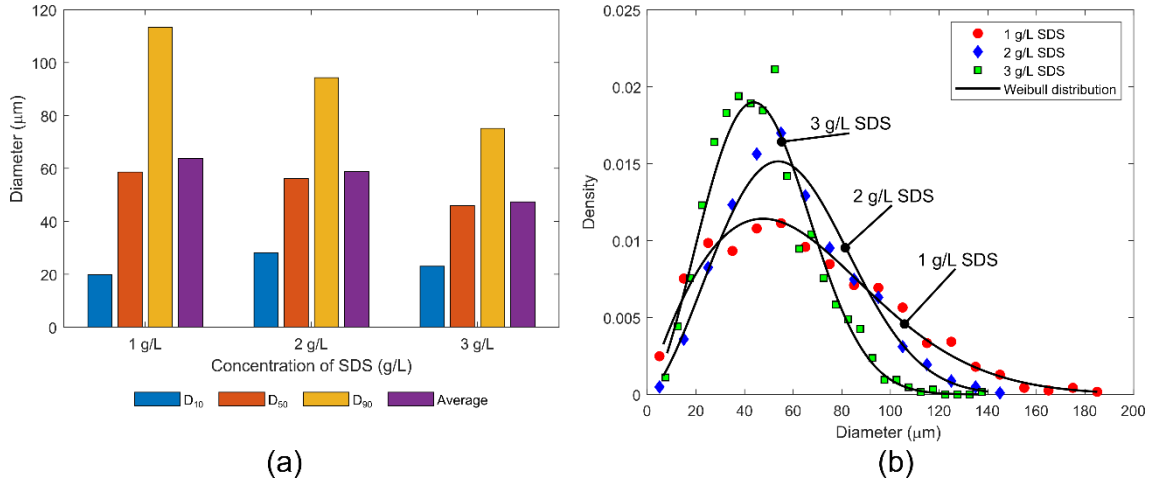 120
100
80
60
40
20
0
Diameter (μm)
1 g/L
2 g/L
3 g/L
Concentration of SDS (g/L)
D10
D50
D90
Average
(a)
0.025
0.02
0.015
0.01
0.005
0
Density
1 g/L SDS
2 g/L SDS
3 g/L SDS
Weibull distribution
3 g/L SDS
2 g/L SDS
1 g/L SDS
0 20 40 60 80 100 120 140 160 180 200
Diameter (μm)
(b)